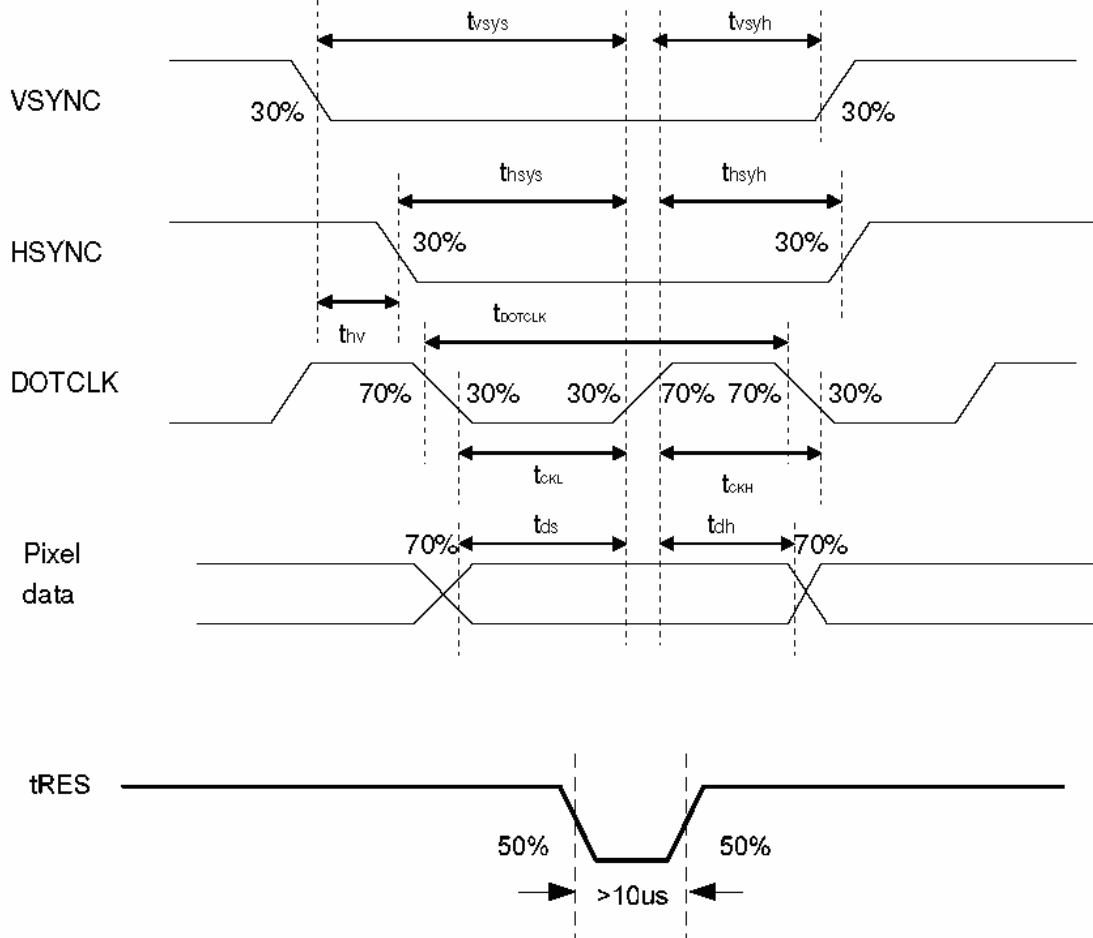 tvsys tvsyh
VSYNC
30% 30%
thsys thsyh
HSYNC
30% 30%
thv
tDOTCLK
DOTCLK
70% 30% 30% 70% 70% 30%
tCKL tCKH
tds tdh
Pixel
data
70% 70%
tRES
50% 50%
>10us